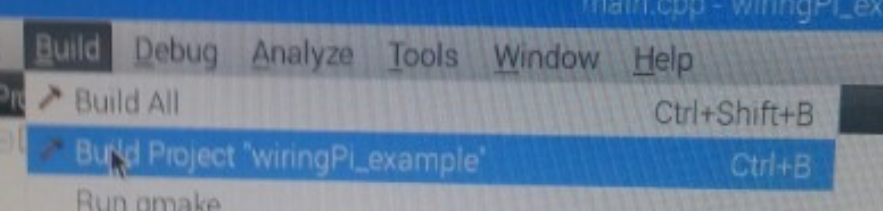 main.cpp - wiringPi_ex
Build Debug Analyze Tools Window Help
Build All Ctrl+Shift+B
Build Project "wiringPi_example" Ctrl+B
Run qmake